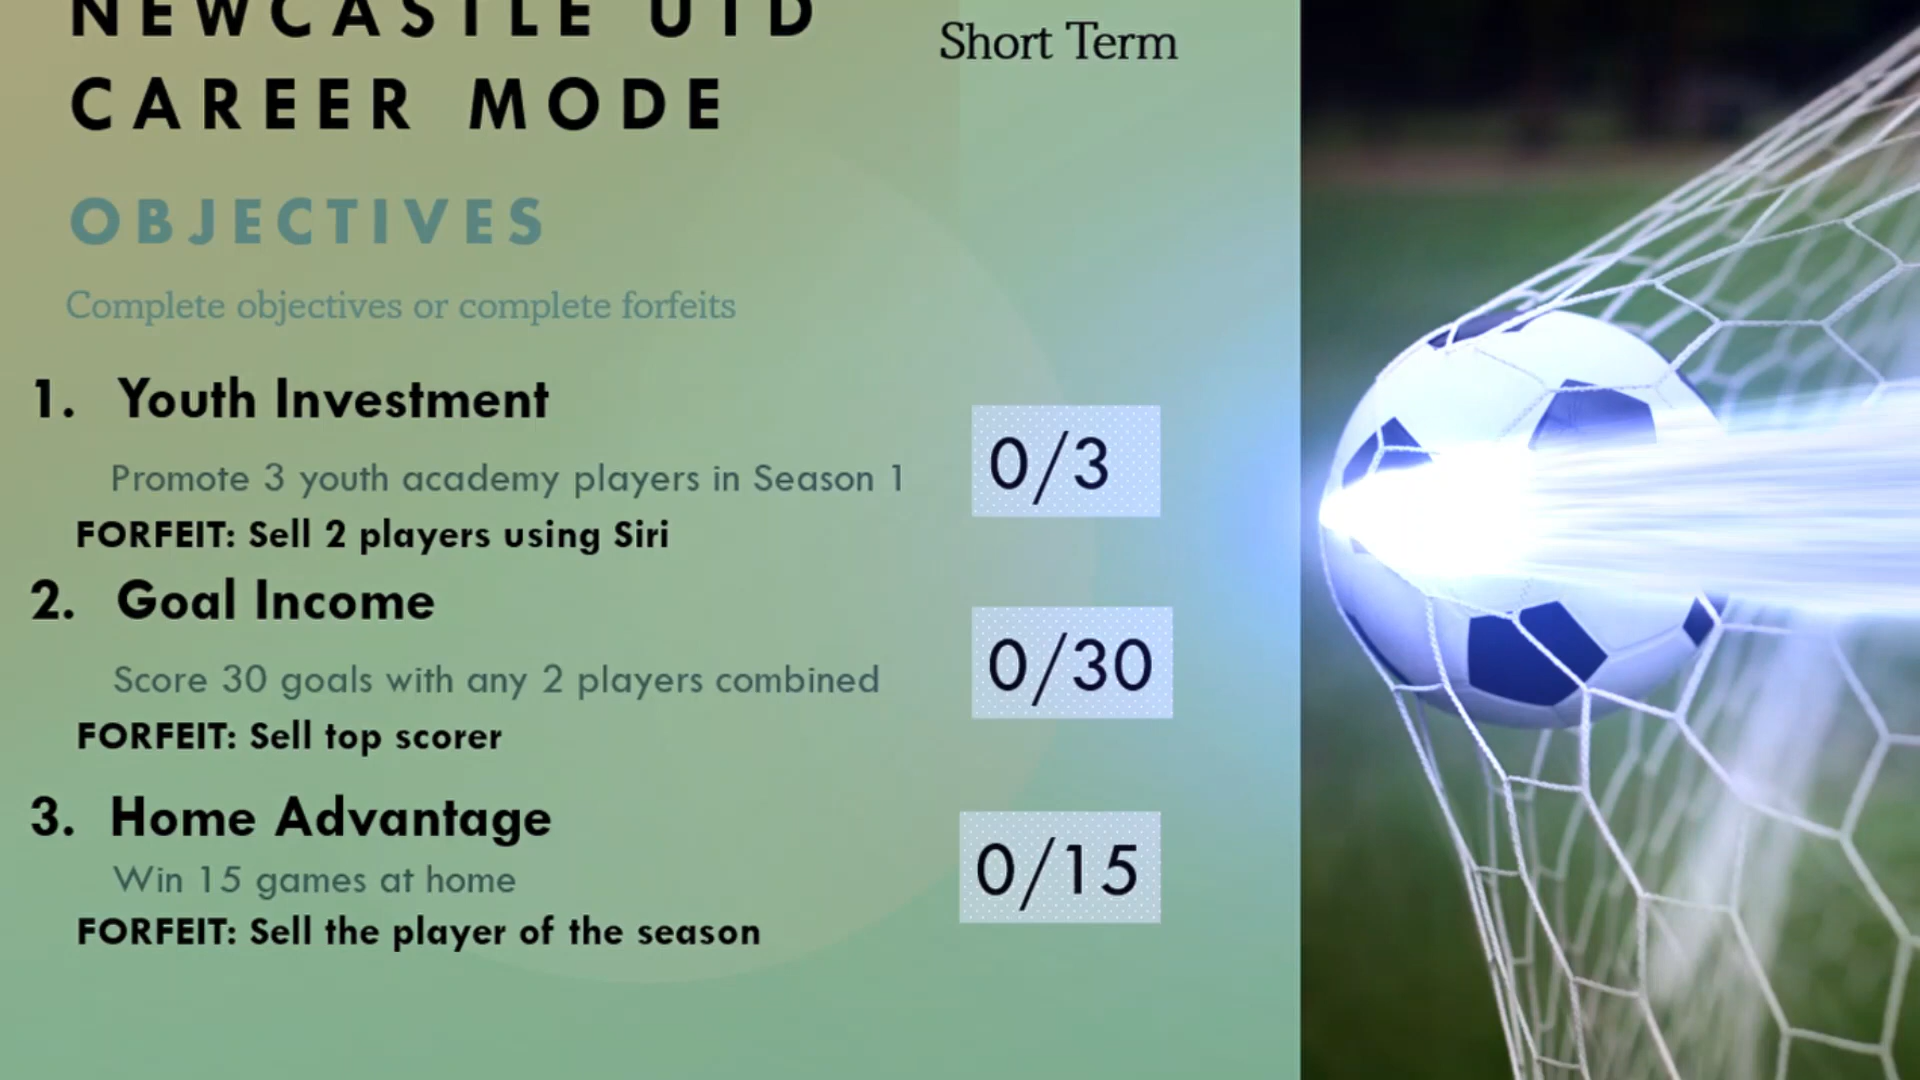 NEWCASTLE UTD
CAREER MODE
Short Term
OBJECTIVES
Complete objectives or complete forfeits
1. Youth Investment
Promote 3 youth academy players in Season 1
0/3
FORFEIT: Sell 2 players using Siri
2. Goal Income
Score 30 goals with any 2 players combined
0/30
FORFEIT: Sell top scorer
3. Home Advantage
Win 15 games at home
0/15
FORFEIT: Sell the player of the season